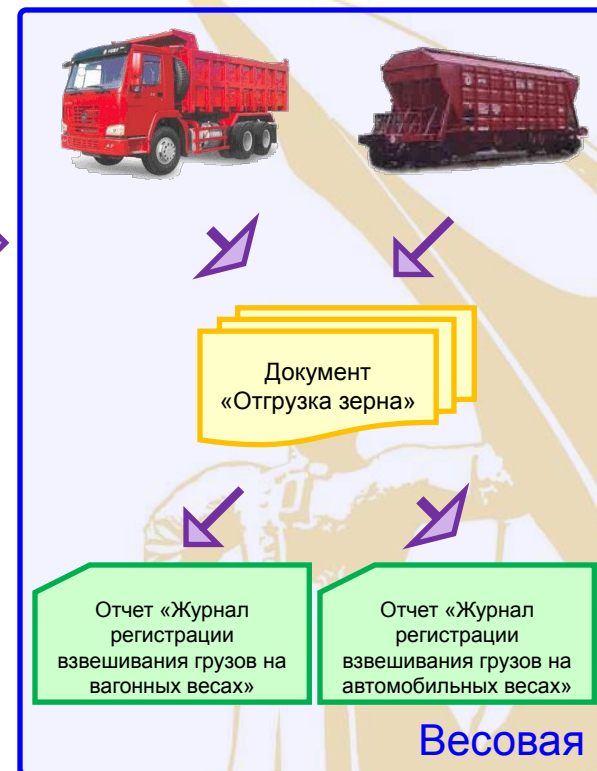 Документ
«Отгрузка зерна»
Отчет «Журнал
регистрации
взвешивания грузов на
вагонных весах»
Отчет «Журнал
регистрации
взвешивания грузов на
автомобильных весах»
Весовая